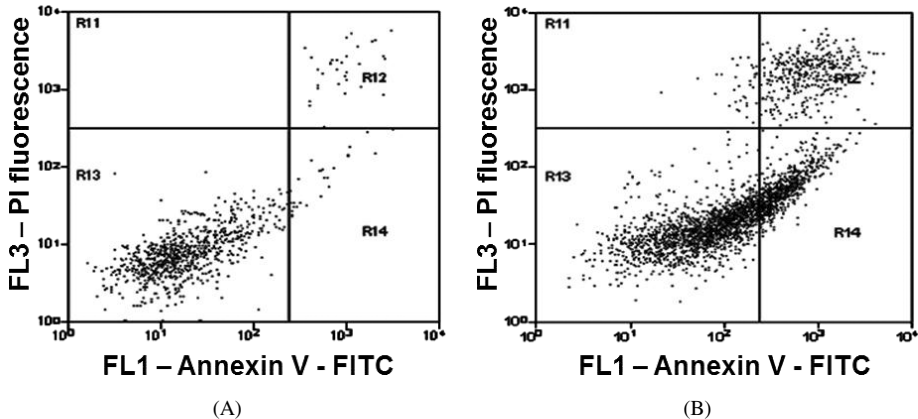 FL3 – PI fluorescence
10⁴
10³
10²
10¹
10⁰
R11
R12
R13
R14
10⁰ 10¹ 10² 10³ 10⁴
FL1 – Annexin V - FITC
(A)
FL3 – PI fluorescence
10⁴
10³
10²
10¹
10⁰
R11
R12
R13
R14
10⁰ 10¹ 10² 10³ 10⁴
FL1 – Annexin V - FITC
(B)